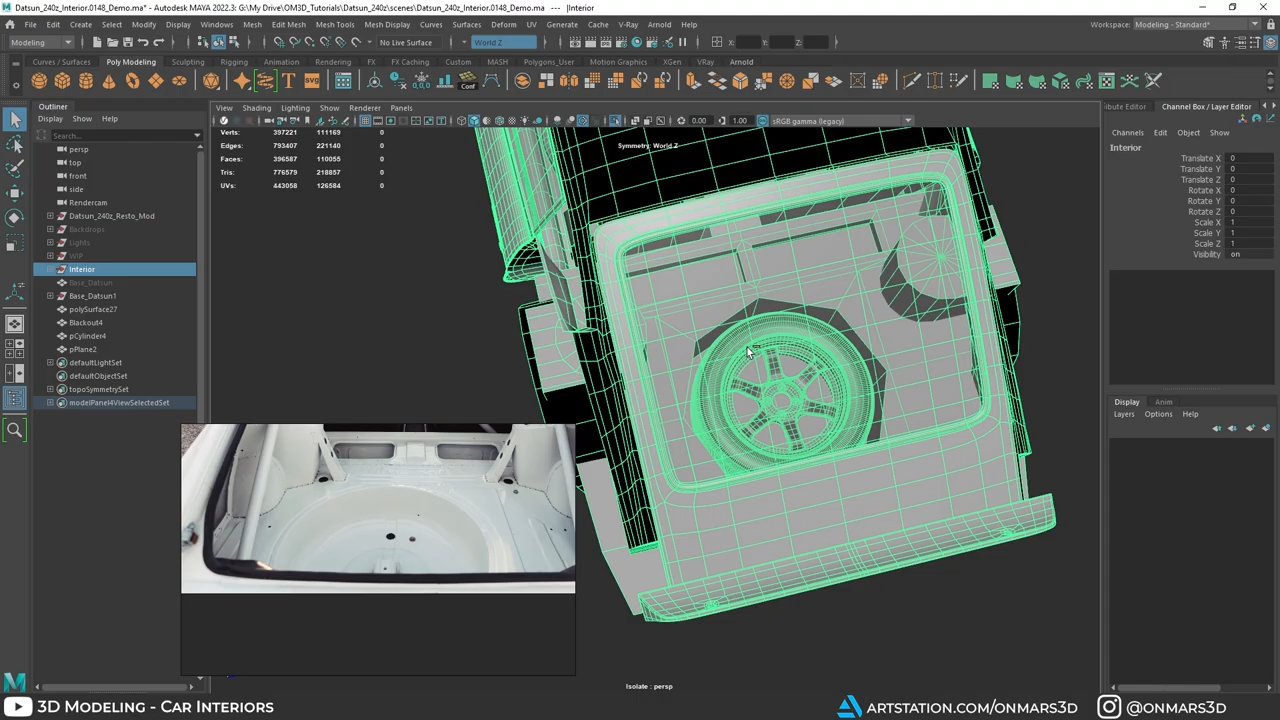 Datsun_240z_Interior.0148_Demo.ma* - Autodesk MAYA 2022.3: G:\My Drive\OM3D_Tutorials\Datsun_240z\scenes\Datsun_240z_Interior.0148_Demo.ma --- |Interior
File Edit Create Select Modify Display Windows Mesh Edit Mesh Mesh Tools Mesh Display Curves Surfaces Deform UV Generate Cache V-Ray Arnold Help
Workspace: Modeling - Standard*
Modeling No Live Surface World Z X: Y: Z:
Curves / Surfaces Poly Modeling Sculpting Rigging Animation Rendering FX FX Caching Custom MASH Polygons_User Motion Graphics XGen VRay Arnold
Outliner
Display Show Help
Search...
persp
top
front
side
Rendercam
Datsun_240z_Resto_Mod
Backdrops
Lights
WIP
Interior
Base_Datsun
Base_Datsun1
polySurface27
Blackout4
pCylinder4
pPlane2
defaultLightSet
defaultObjectSet
topoSymmetrySet
modelPanel4ViewSelectedSet
View Shading Lighting Show Renderer Panels
0.00 1.00 sRGB gamma (legacy)
Verts: 397221 111169 0
Edges: 793407 221140 0
Faces: 396587 110055 0
Tris: 776579 218857 0
UVs: 443058 126584 0
Symmetry: World Z
Isolate : persp
bute Editor Channel Box / Layer Editor
Channels Edit Object Show
Interior
Translate X 0
Translate Y 0
Translate Z 0
Rotate X 0
Rotate Y 0
Rotate Z 0
Scale X 1
Scale Y 1
Scale Z 1
Visibility on
Display Anim
Layers Options Help
3D Modeling - CAR INTERIORS
ARTSTATION.COM/ONMARS3D
@ONMARS3D